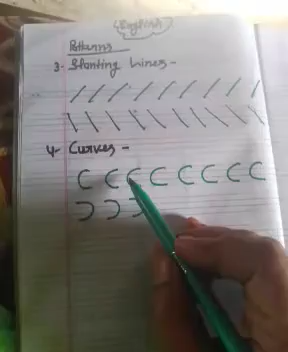 (English)
Patterns
3- Slanting Lines -
/ / / / / / / / / /
\ \ \ \ \ \ \ \ \ \
4- Curves -
C C C C C C C C
Ɔ Ɔ Ɔ